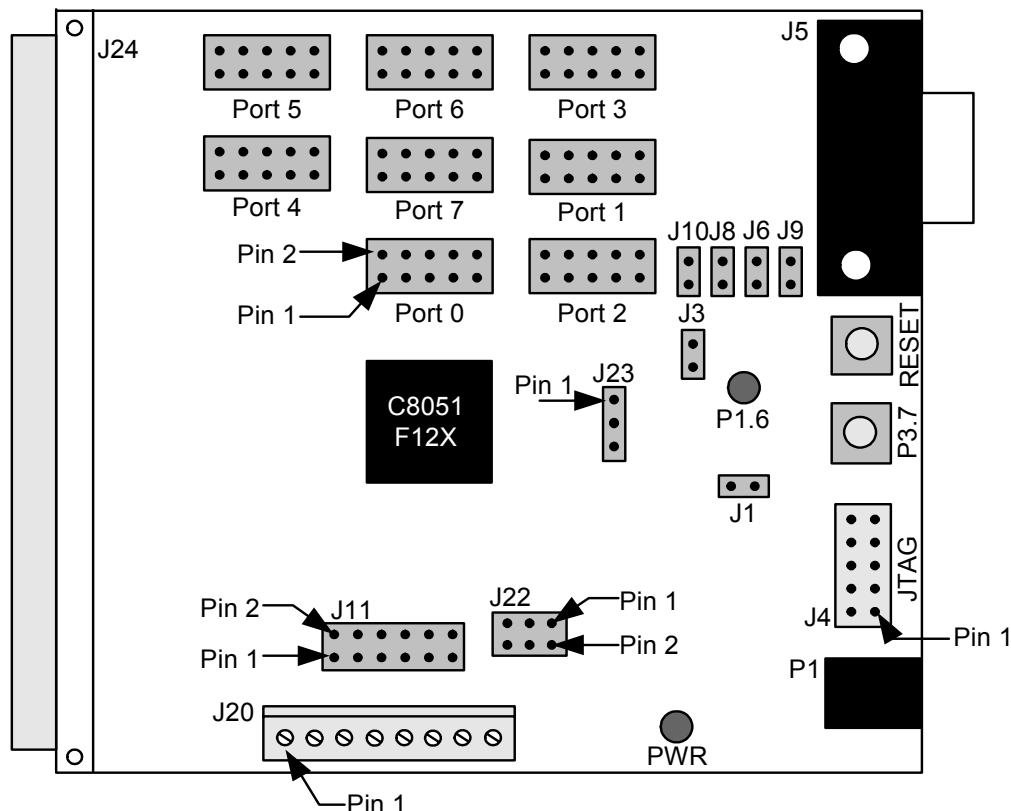 J24
J5
Port 5
Port 6
Port 3
Port 4
Port 7
Port 1
Pin 2
Pin 1
Port 0
Port 2
J10
J8
J6
J9
J3
RESET
C8051
F12X
Pin 1
J23
P1.6
P3.7
J1
JTAG
J4
Pin 1
Pin 2
Pin 1
J11
J22
Pin 1
Pin 2
P1
J20
PWR
Pin 1